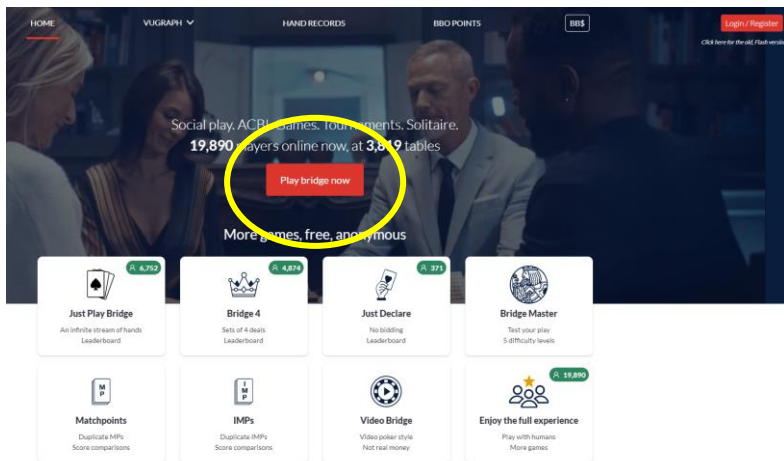 HOME
VUGRAPH
HAND RECORDS
BBO POINTS
BB$
Login / Register
Click here for the old, Flash version
Social play. ACBL Games. Tournaments. Solitaire.
19,890 players online now, at 3,819 tables
Play bridge now
More games, free, anonymous
6,752
4,874
371
Just Play Bridge
Bridge 4
Just Declare
Bridge Master
An infinite stream of hands
Sets of 4 deals
No bidding
Test your play
Leaderboard
Leaderboard
Leaderboard
5 difficulty levels
M
P
I
M
P
19,890
Matchpoints
IMPs
Video Bridge
Enjoy the full experience
Duplicate MPs
Duplicate IMPs
Video poker style
Play with humans
Score comparisons
Score comparisons
Not real money
More games